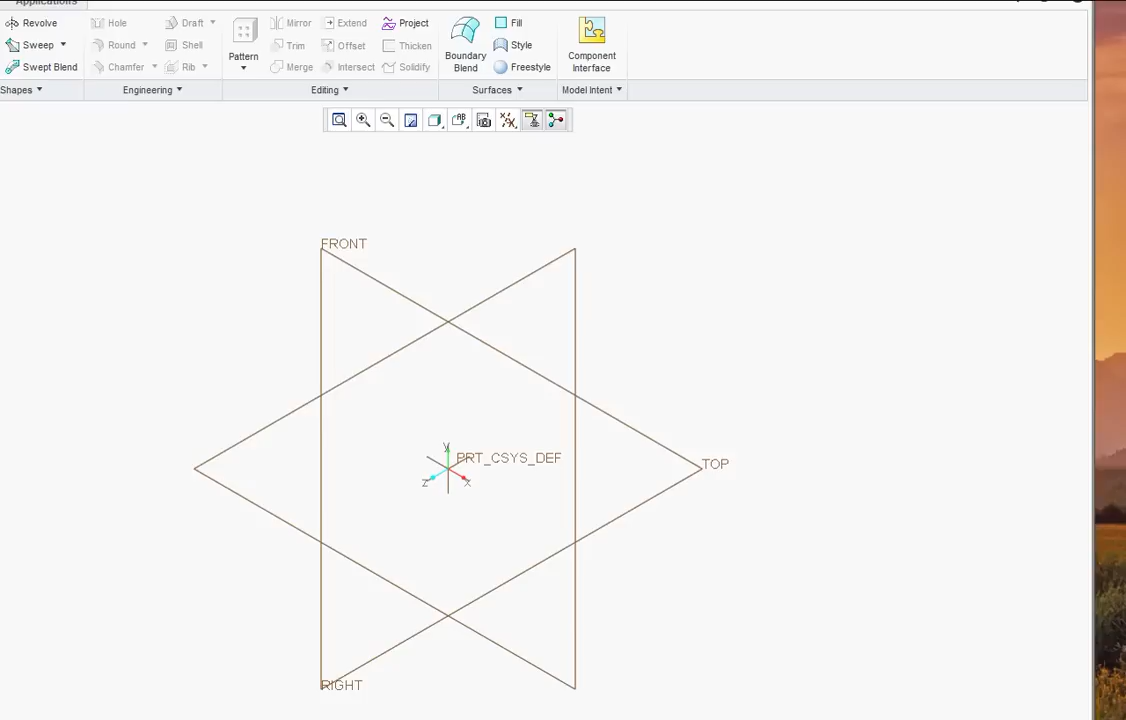 Applications
Revolve
Hole
Draft
Mirror
Extend
Project
Fill
Sweep
Round
Shell
Trim
Offset
Thicken
Style
Swept Blend
Chamfer
Rib
Pattern
Merge
Intersect
Solidify
Boundary
Blend
Freestyle
Component
Interface
Shapes
Engineering
Editing
Surfaces
Model Intent
FRONT
y
PRT_CSYS_DEF
z
x
TOP
RIGHT